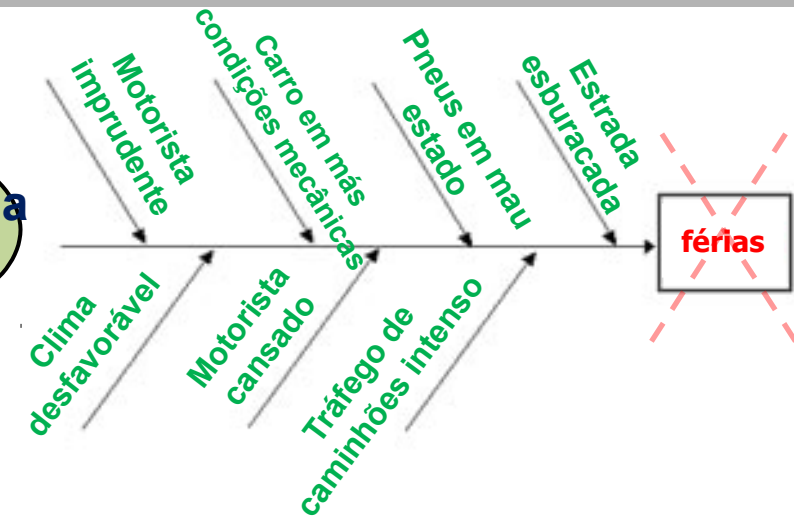 Motorista
imprudente
Carro em más
condições mecânicas
Pneus em mau
estado
Estrada
esburacada
férias
a
Clima
desfavorável
Motorista
cansado
Tráfego de
caminhões intenso